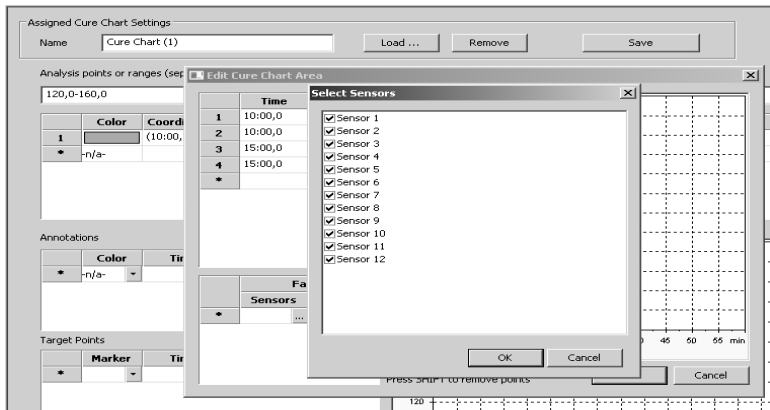 Assigned Cure Chart Settings
Name
Cure Chart (1)
Load ...
Remove
Save
Analysis points or ranges (sep
120,0-160,0
Color Coordi
1 (10:00,
* -n/a-
Annotations
Color Tir
* -n/a-
Target Points
Marker Tir
*
Edit Cure Chart Area
Time
1 10:00,0
2 10:00,0
3 15:00,0
4 15:00,0
*
Fa
Sensors
* ...
Select Sensors
Sensor 1
Sensor 2
Sensor 3
Sensor 4
Sensor 5
Sensor 6
Sensor 7
Sensor 8
Sensor 9
Sensor 10
Sensor 11
Sensor 12
OK
Cancel
45 50 55 min
Press SHIFT to remove points
Cancel
120